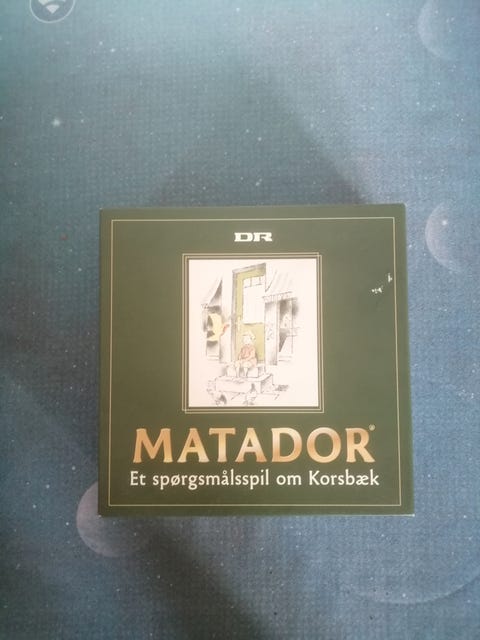 DR
MATADOR®
Et spørgsmålsspil om Korsbæk